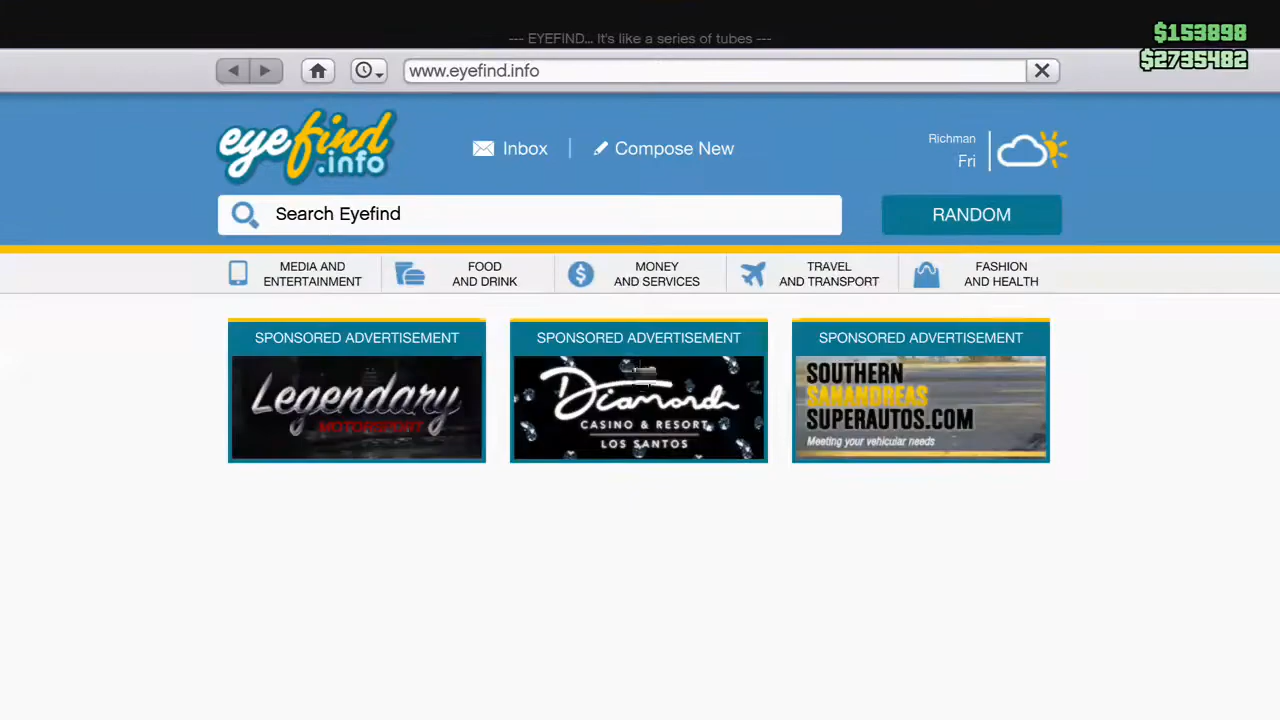 --- EYEFIND... It's like a series of tubes ---
$153898
$2735482
www.eyefind.info
eyefind
.info
Inbox
Compose New
Richman
Fri
Search Eyefind
RANDOM
MEDIA AND
ENTERTAINMENT
FOOD
AND DRINK
MONEY
AND SERVICES
TRAVEL
AND TRANSPORT
FASHION
AND HEALTH
SPONSORED ADVERTISEMENT
Legendary
MOTORSPORT
SPONSORED ADVERTISEMENT
Diamond
CASINO & RESORT
LOS SANTOS
SPONSORED ADVERTISEMENT
SOUTHERN
SANANDREAS
SUPERAUTOS.COM
Meeting your vehicular needs